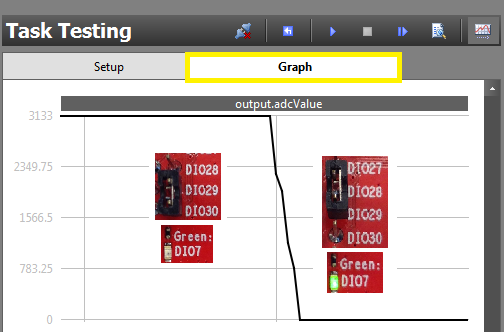 Task Testing
Setup
Graph
output.adcValue
3133
2349.75
1566.5
783.25
0
DIO28
DIO29
DIO30
Green:
DIO7
DIO27
DIO28
DIO29
DIO30
Green:
DIO7